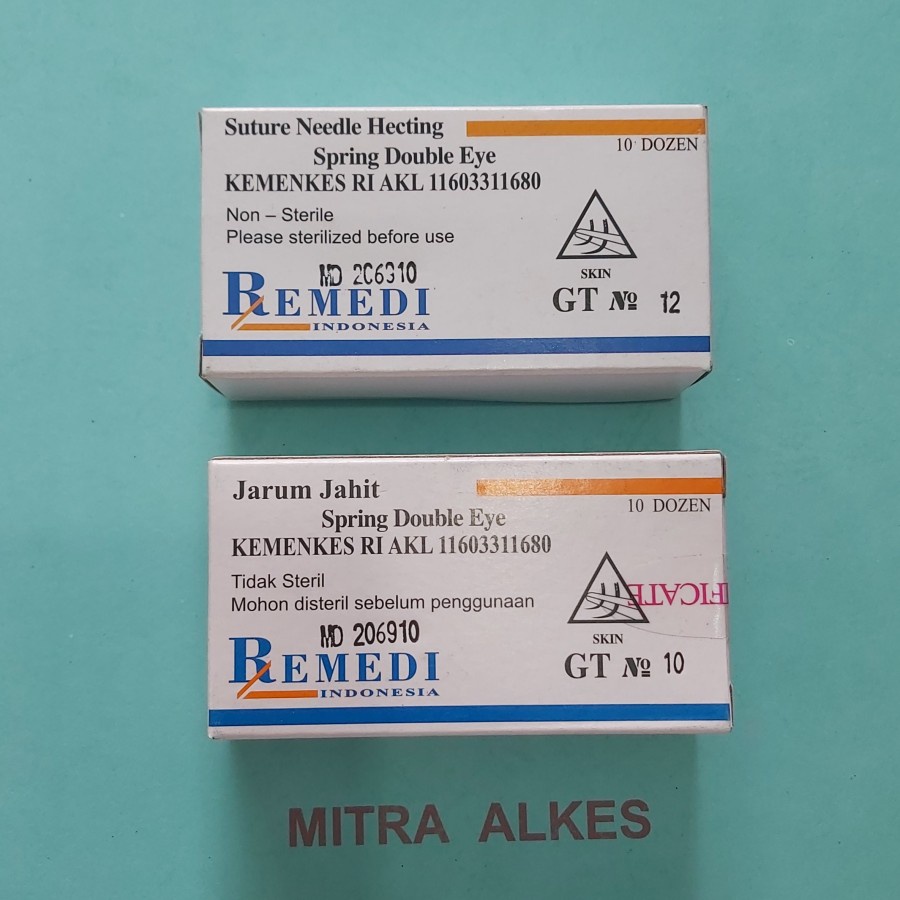 Suture Needle Hecting
10 DOZEN
Spring Double Eye
KEMENKES RI AKL 11603311680
Non – Sterile
Please sterilized before use
MD 206910
REMEDI
INDONESIA
SKIN
GT No 12
Jarum Jahit
10 DOZEN
Spring Double Eye
KEMENKES RI AKL 11603311680
Tidak Steril
Mohon disteril sebelum penggunaan
FICATE
MD 206910
REMEDI
INDONESIA
SKIN
GT No 10
MITRA ALKES